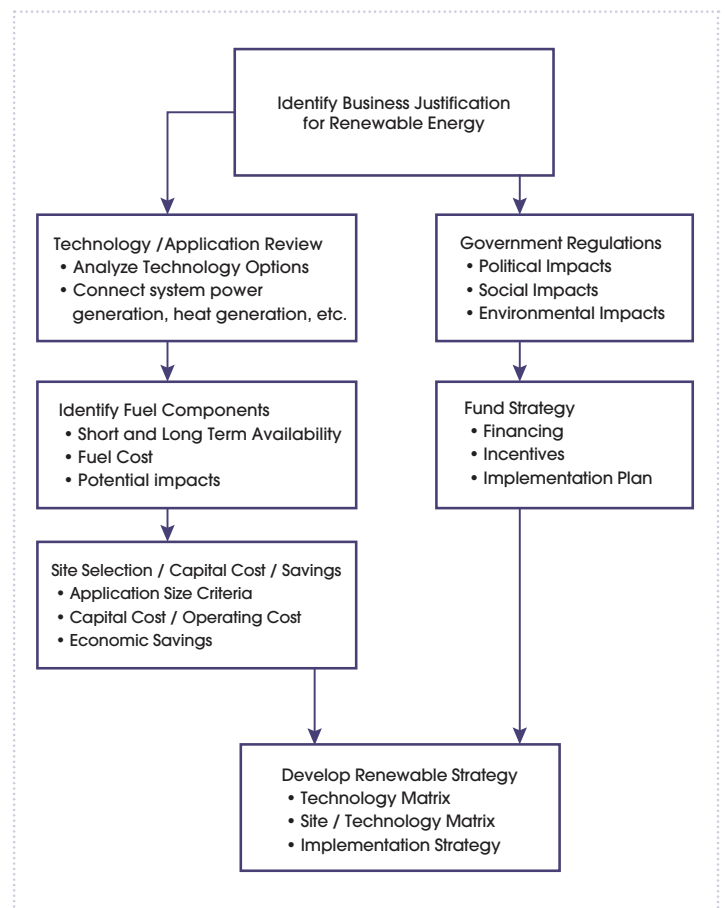 Identify Business Justification
for Renewable Energy
Technology /Application Review
• Analyze Technology Options
• Connect system power
generation, heat generation, etc.
Government Regulations
• Political Impacts
• Social Impacts
• Environmental Impacts
Identify Fuel Components
• Short and Long Term Availability
• Fuel Cost
• Potential impacts
Fund Strategy
• Financing
• Incentives
• Implementation Plan
Site Selection / Capital Cost / Savings
• Application Size Criteria
• Capital Cost / Operating Cost
• Economic Savings
Develop Renewable Strategy
• Technology Matrix
• Site / Technology Matrix
• Implementation Strategy